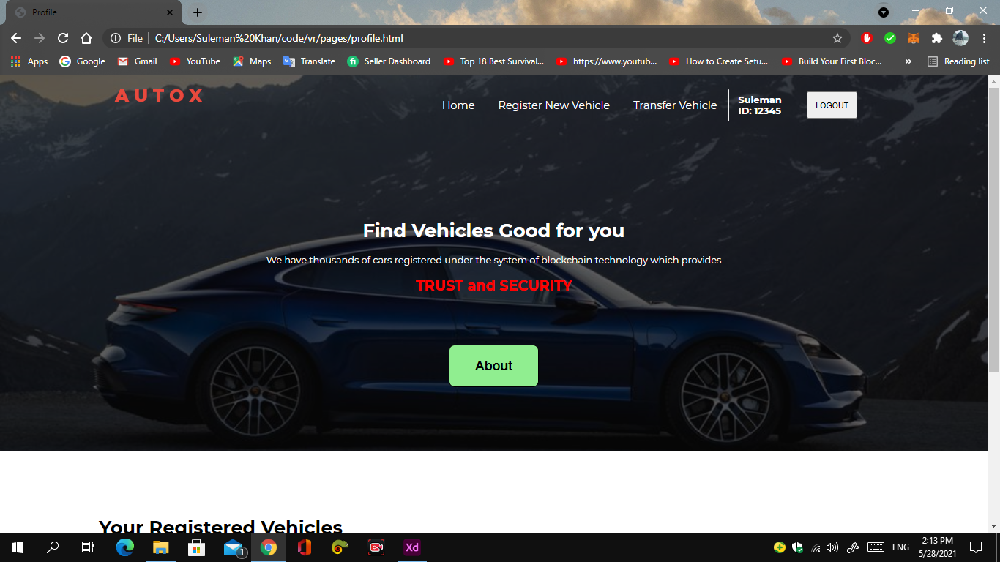 Profile
File C:/Users/Suleman%20Khan/code/vr/pages/profile.html
Apps Google Gmail YouTube Maps Translate Seller Dashboard Top 18 Best Survival... https://www.youtub... How to Create Setu... Build Your First Bloc... » Reading list
AUTOX
Home Register New Vehicle Transfer Vehicle
Suleman
ID: 12345
LOGOUT
Find Vehicles Good for you
We have thousands of cars registered under the system of blockchain technology which provides
TRUST and SECURITY
About
Your Registered Vehicles
1
Xd
ENG
2:13 PM
5/28/2021